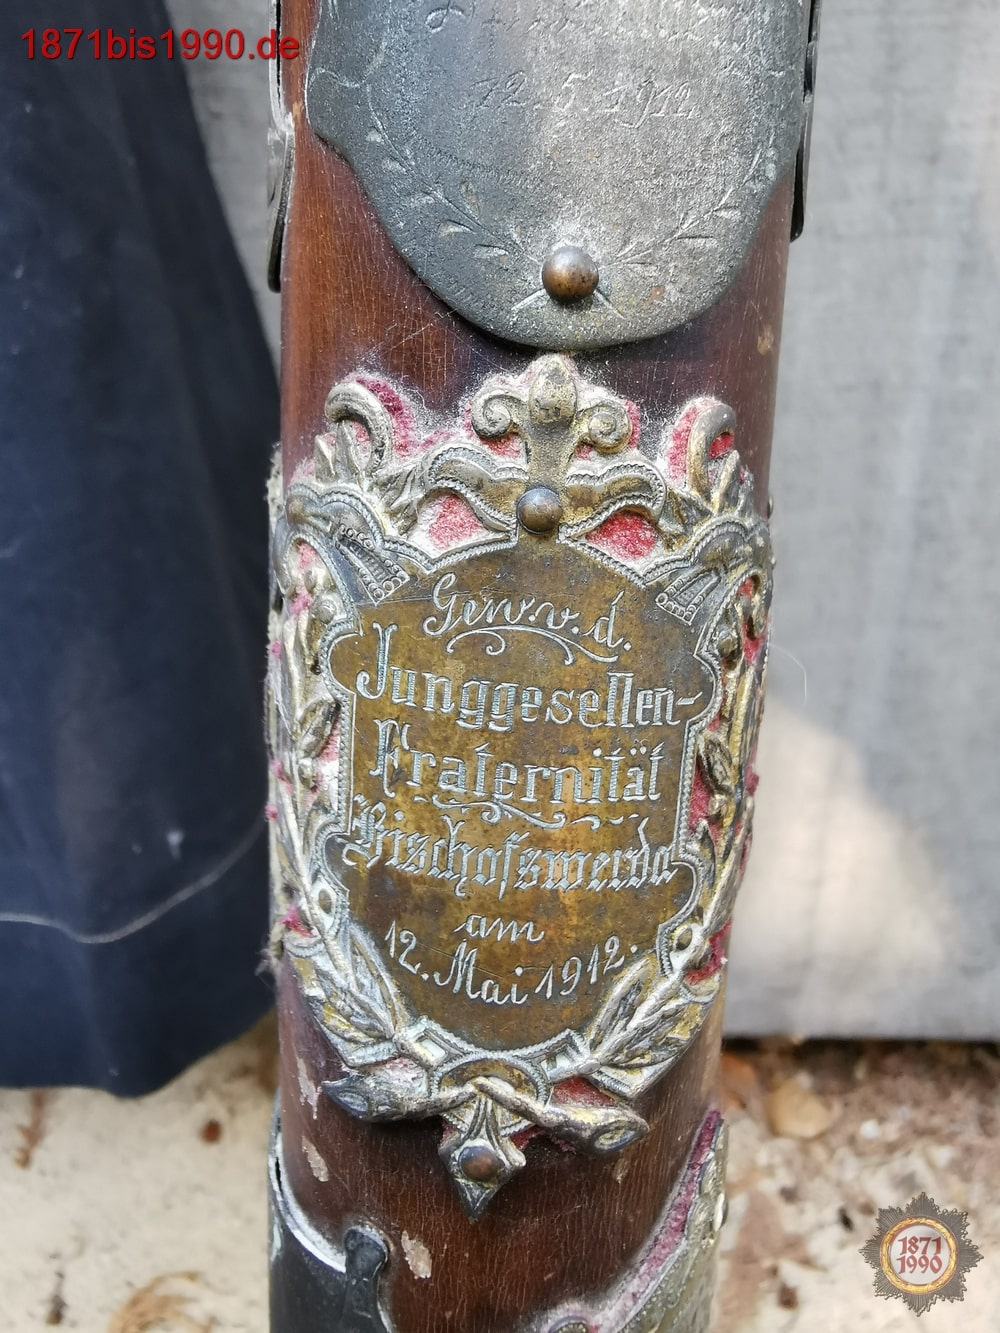 1871bis1990.de
12.5.1912.
Gew. v. d.
Junggesellen-
Fraternität
Bischofswerda
am
12. Mai 1912.
1871
1990